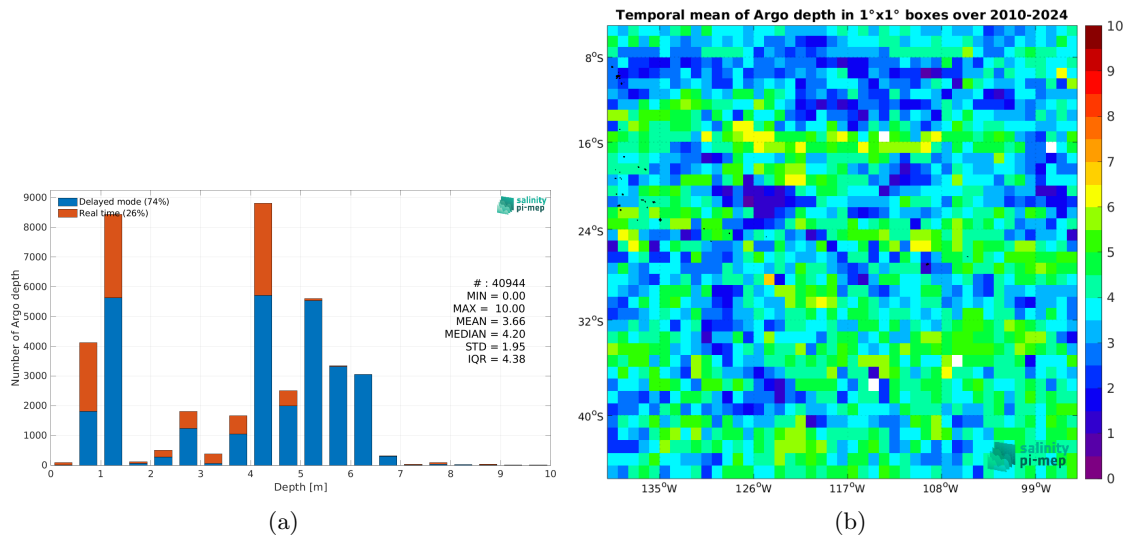 Temporal mean of Argo depth in 1°x1° boxes over 2010-2024
9000
8000
7000
6000
5000
4000
3000
2000
1000
0
Number of Argo depth
Delayed mode (74%)
Real time (26%)
salinity
pi-mep
# : 40944
MIN = 0.00
MAX = 10.00
MEAN = 3.66
MEDIAN = 4.20
STD = 1.95
IQR = 4.38
0 1 2 3 4 5 6 7 8 9 10
Depth [m]
(a)
8°S
16°S
24°S
32°S
40°S
135°W 126°W 117°W 108°W 99°W
salinity
pi-mep
10
9
8
7
6
5
4
3
2
1
0
(b)